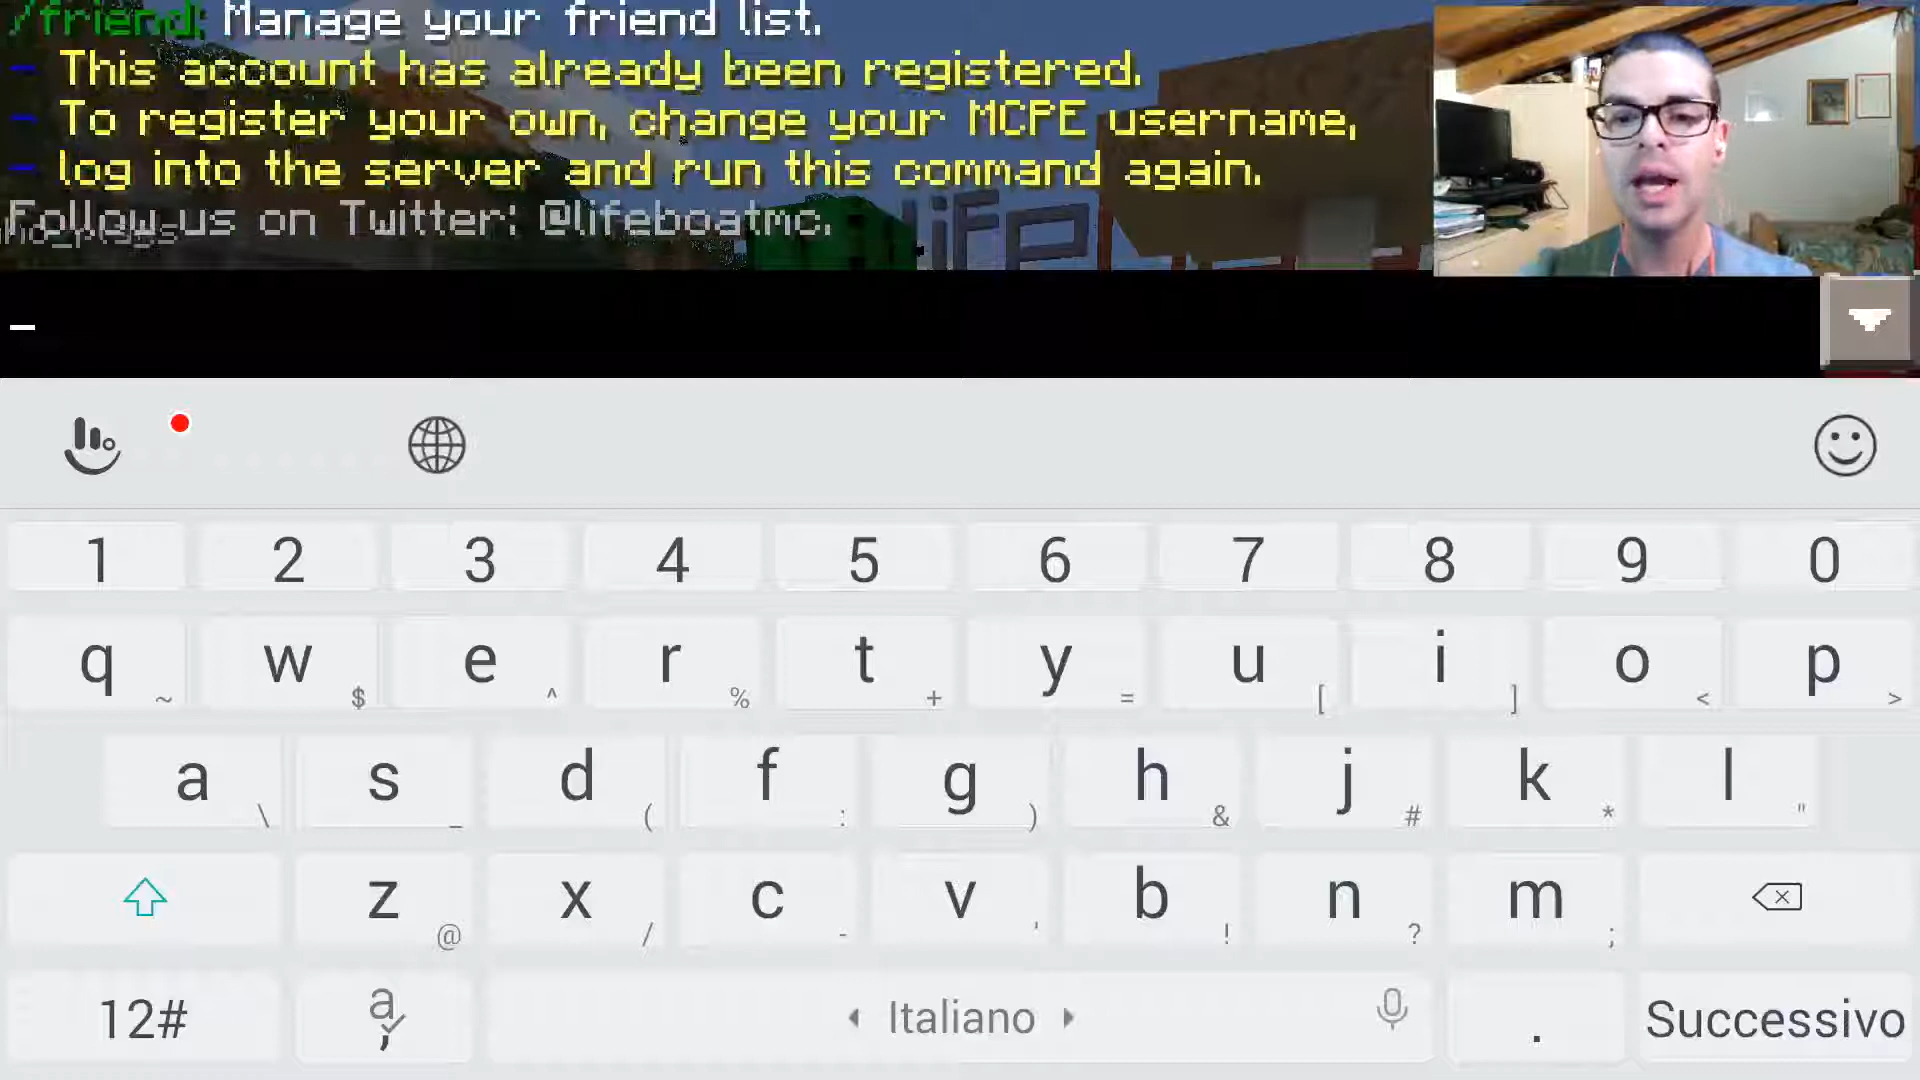 /friend: Manage your friend list.
- This account has already been registered.
- To register your own, change your MCPE username,
- log into the server and run this command again.
Follow us on Twitter: @lifeboatmc.
life
_
1 2 3 4 5 6 7 8 9 0
q ~ w $ e ^ r % t + y = u [ i ] o < p >
a \ s _ d ( f : g ) h & j # k * l "
z @ x / c - v ' b ! n ? m ;
12# a, Italiano . Successivo